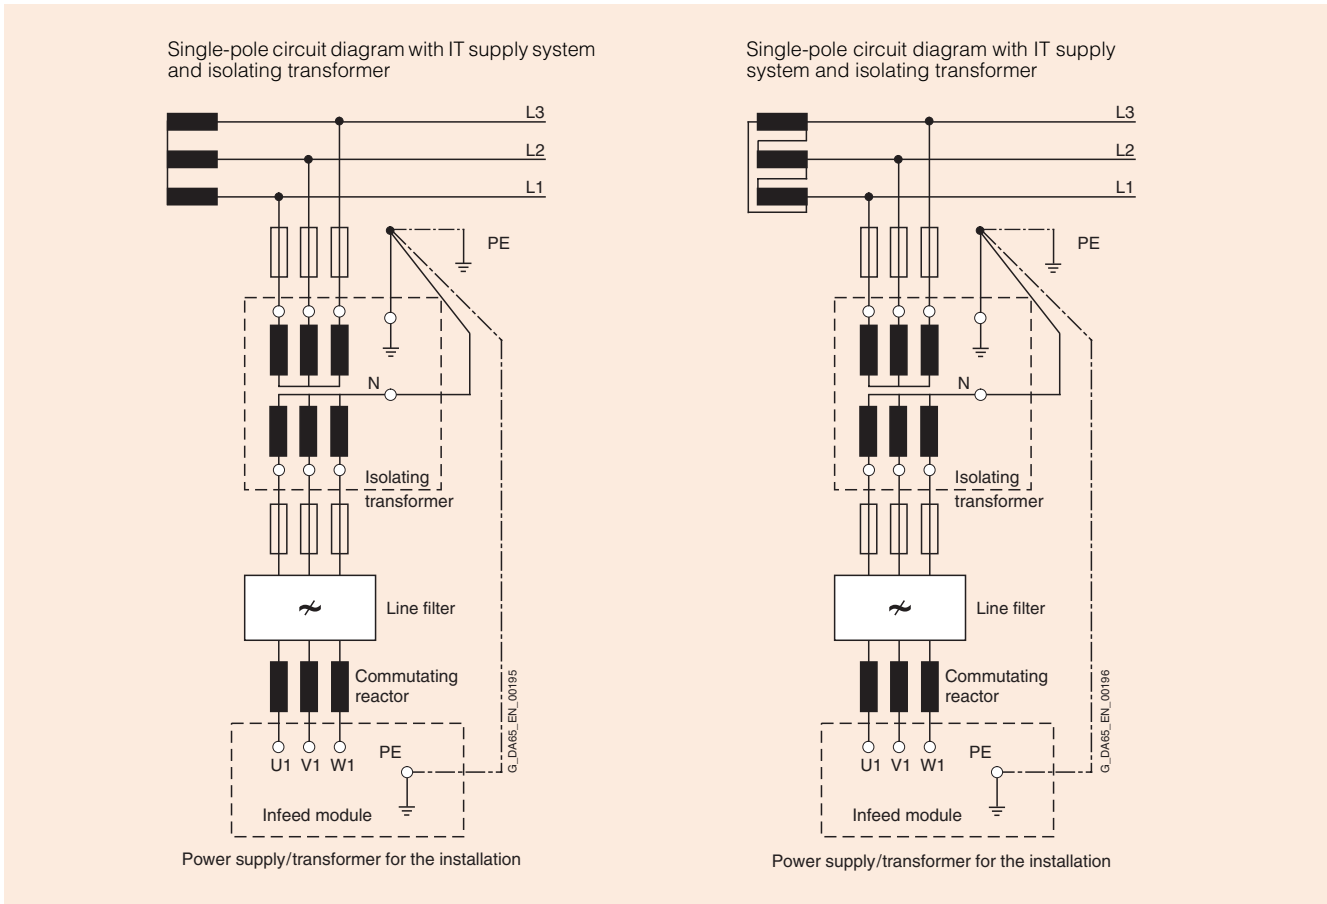 Single-pole circuit diagram with IT supply system
and isolating transformer
L3
L2
L1
PE
N
Isolating
transformer
Line filter
Commutating
reactor
G_DA65_EN_00195
PE
U1 V1 W1
Infeed module
Power supply/transformer for the installation
Single-pole circuit diagram with IT supply
system and isolating transformer
L3
L2
L1
PE
N
Isolating
transformer
Line filter
Commutating
reactor
G_DA65_EN_00196
PE
U1 V1 W1
Infeed module
Power supply/transformer for the installation